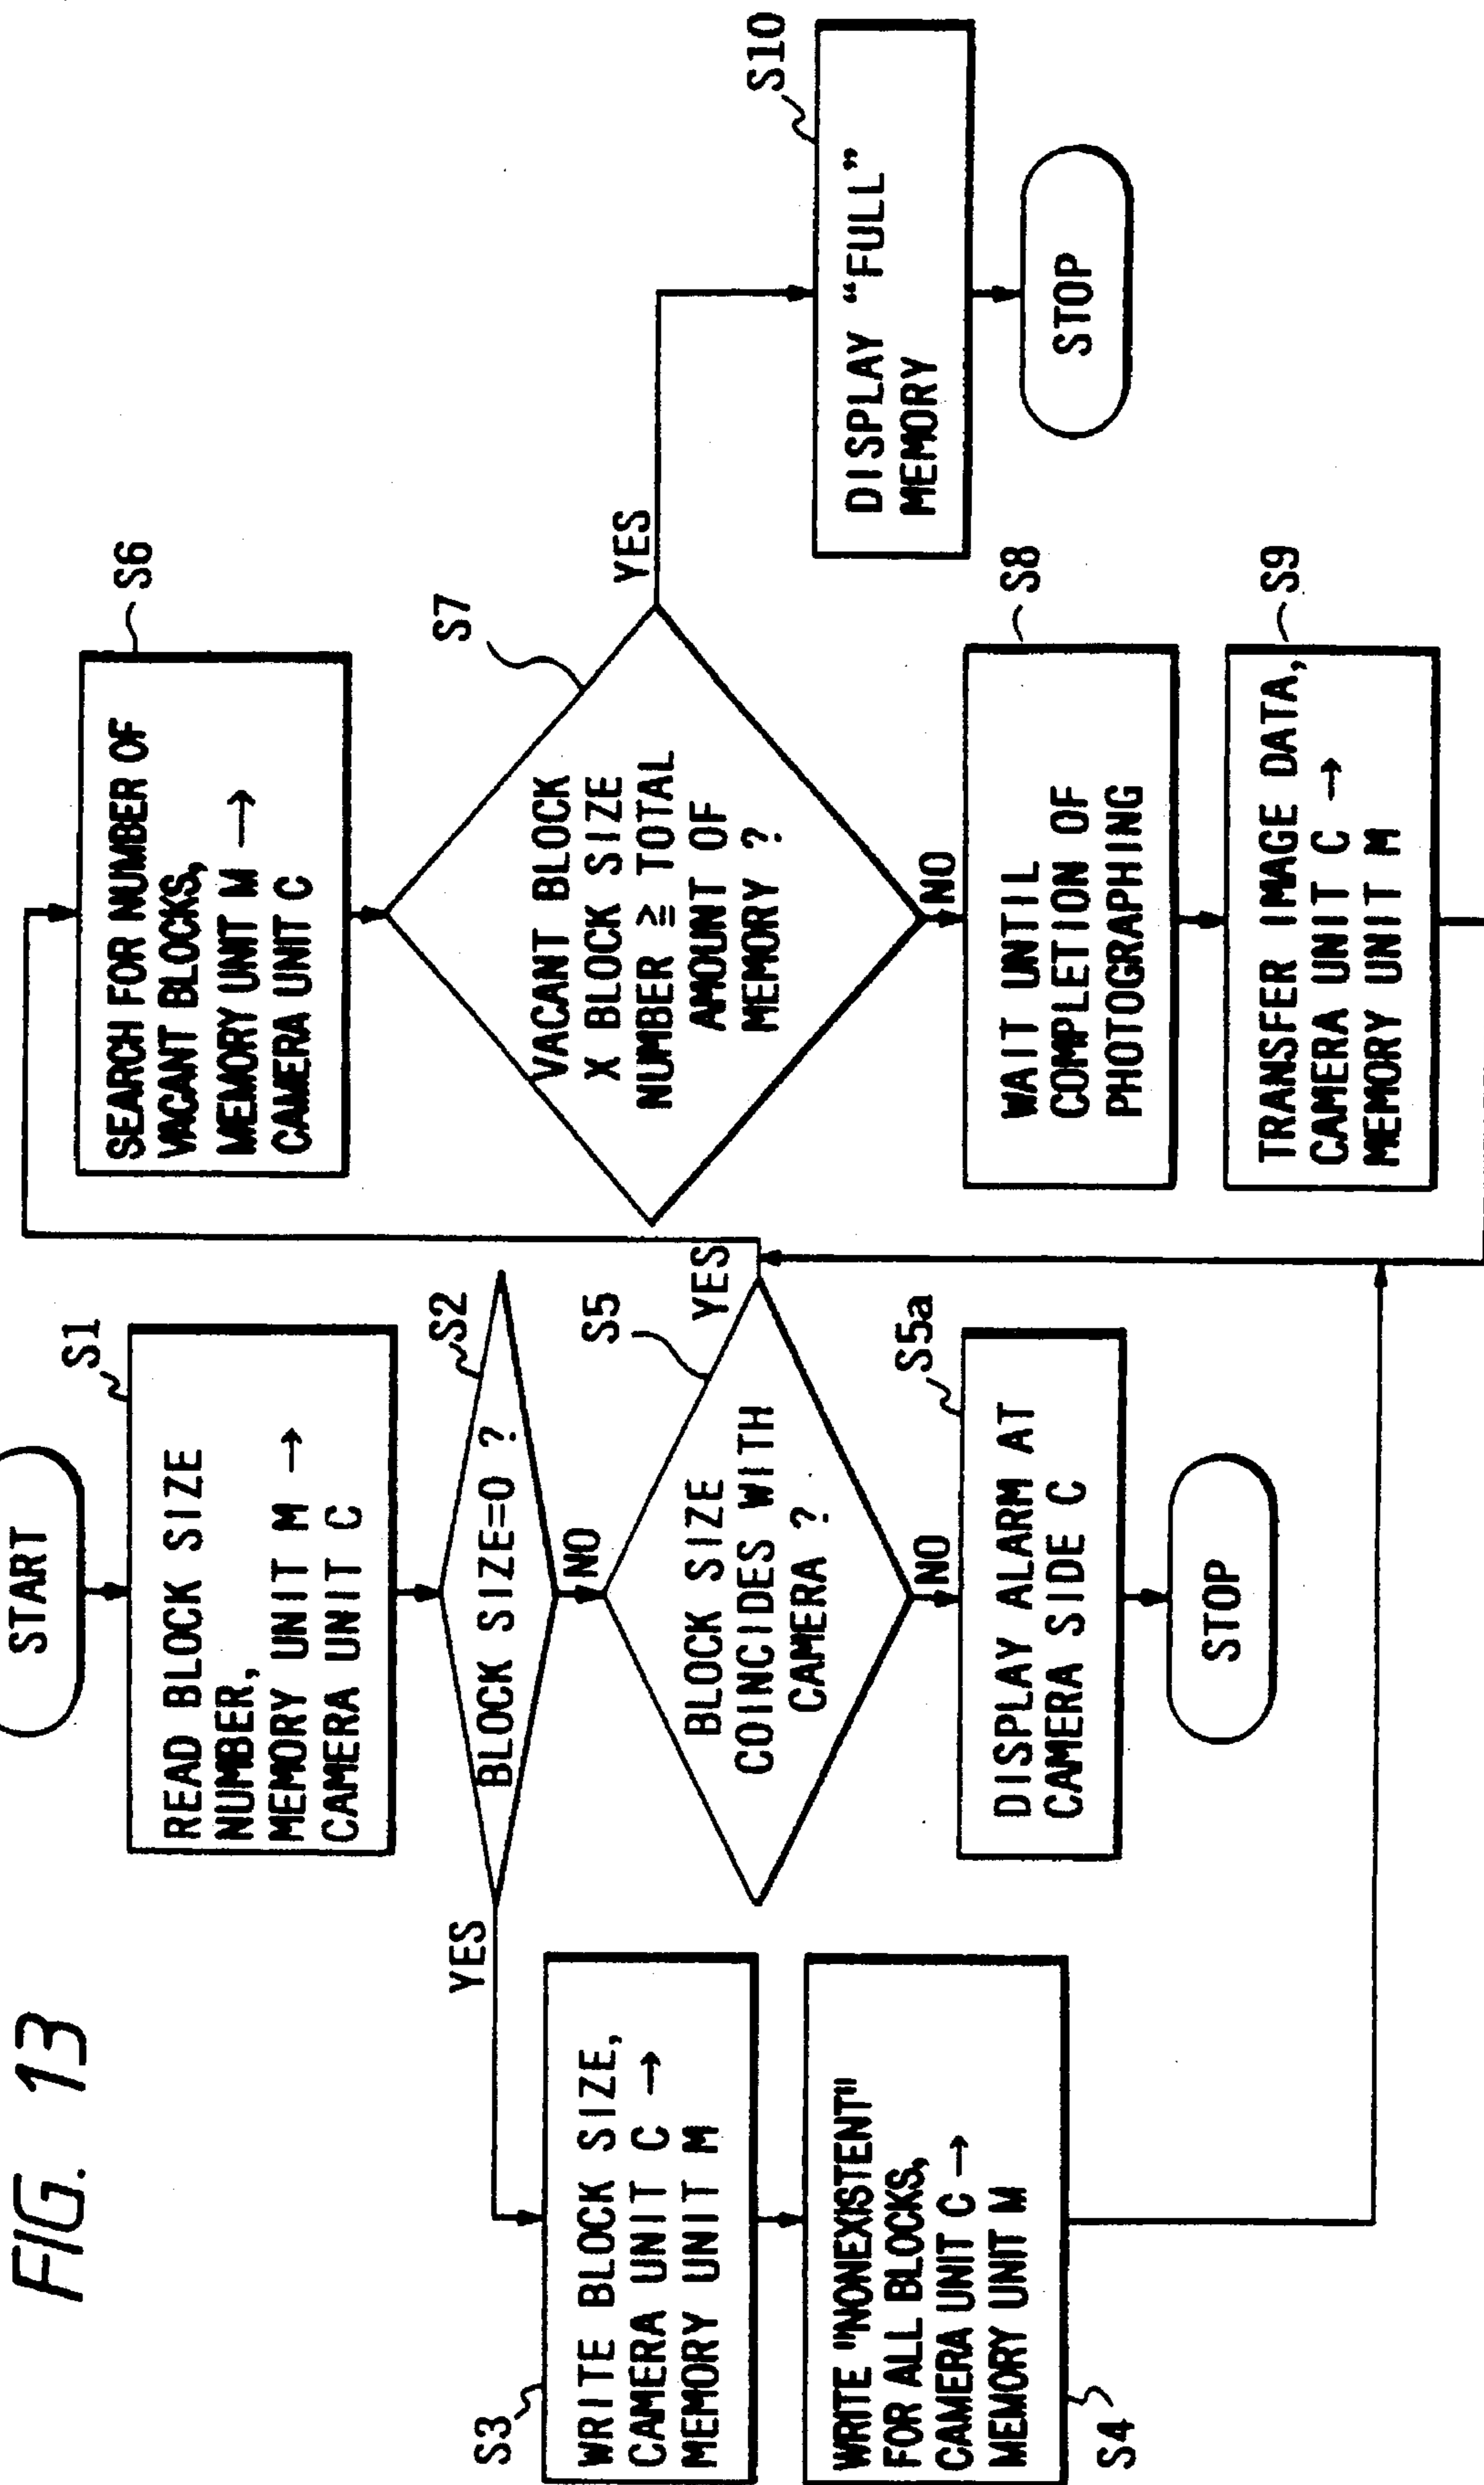 FIG. 13
START
S1
READ BLOCK SIZE
NUMBER,
MEMORY UNIT M →
CAMERA UNIT C
S2
BLOCK SIZE=0 ?
YES
NO
S3
WRITE BLOCK SIZE,
CAMERA UNIT C →
MEMORY UNIT M
WRITE "NONEXISTENT"
FOR ALL BLOCKS,
CAMERA UNIT C →
MEMORY UNIT M
S4
S5
BLOCK SIZE
COINCIDES WITH
CAMERA ?
YES
NO
S5a
DISPLAY ALARM AT
CAMERA SIDE C
STOP
S6
SEARCH FOR NUMBER OF
VACANT BLOCKS,
MEMORY UNIT M →
CAMERA UNIT C
S7
VACANT BLOCK
X BLOCK SIZE
NUMBER ≧ TOTAL
AMOUNT OF
MEMORY ?
YES
NO
S8
WAIT UNTIL
COMPLETION OF
PHOTOGRAPHING
S9
TRANSFER IMAGE DATA,
CAMERA UNIT C →
MEMORY UNIT M
S10
DISPLAY “FULL”
MEMORY
STOP